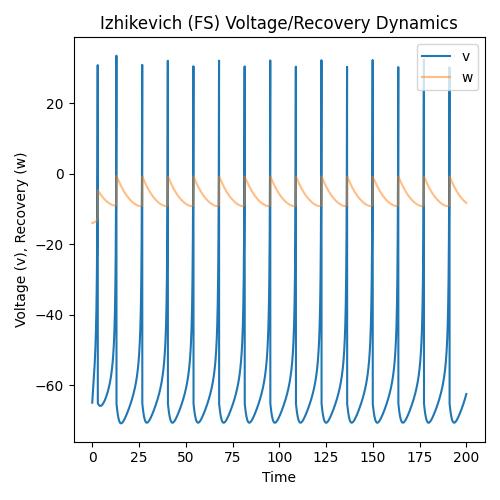 Izhikevich (FS) Voltage/Recovery Dynamics
v
w
20
0
−20
−40
−60
Voltage (v), Recovery (w)
0 25 50 75 100 125 150 175 200
Time